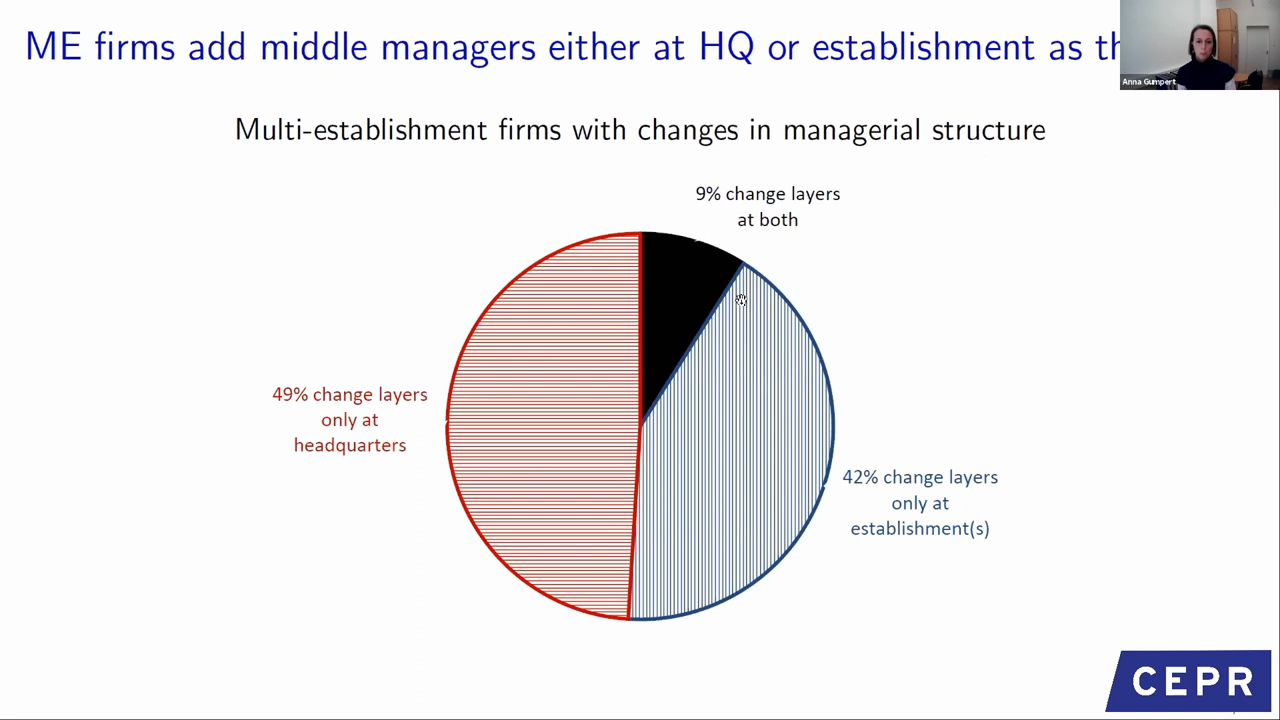 ME firms add middle managers either at HQ or establishment as th
Anna Gumpert
Multi-establishment firms with changes in managerial structure
9% change layers
at both
49% change layers
only at
headquarters
42% change layers
only at
establishment(s)
CEPR